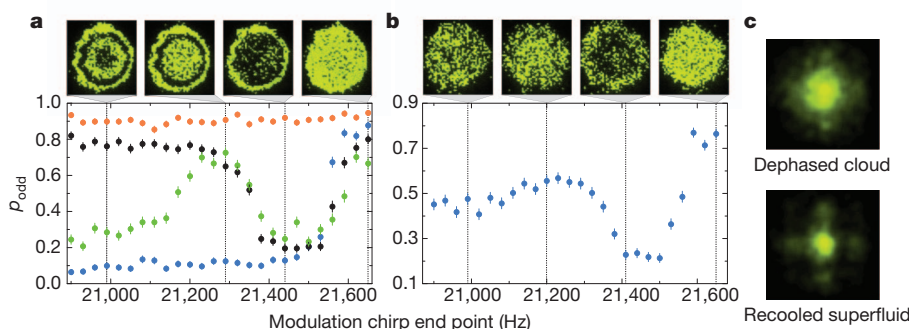 a
b
c
1.0
0.8
0.6
0.4
0.2
0.0
Podd
0.9
0.7
0.5
0.3
0.1
21,000
21,200
21,400
21,600
21,000
21,200
21,400
21,600
Modulation chirp end point (Hz)
Dephased cloud
Recooled superfluid